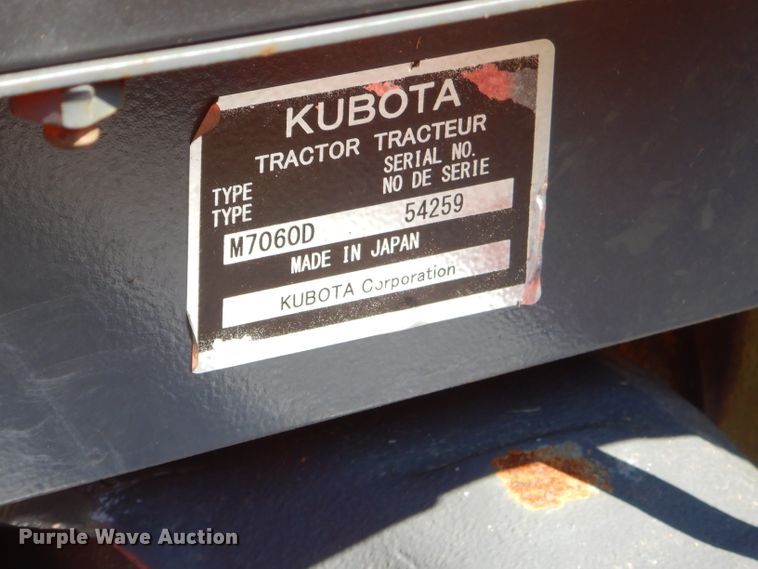 KUBOTA
TRACTOR TRACTEUR
SERIAL NO.
TYPE NO DE SERIE
TYPE
M7060D 54259
MADE IN JAPAN
KUBOTA Corporation
Purple Wave Auction